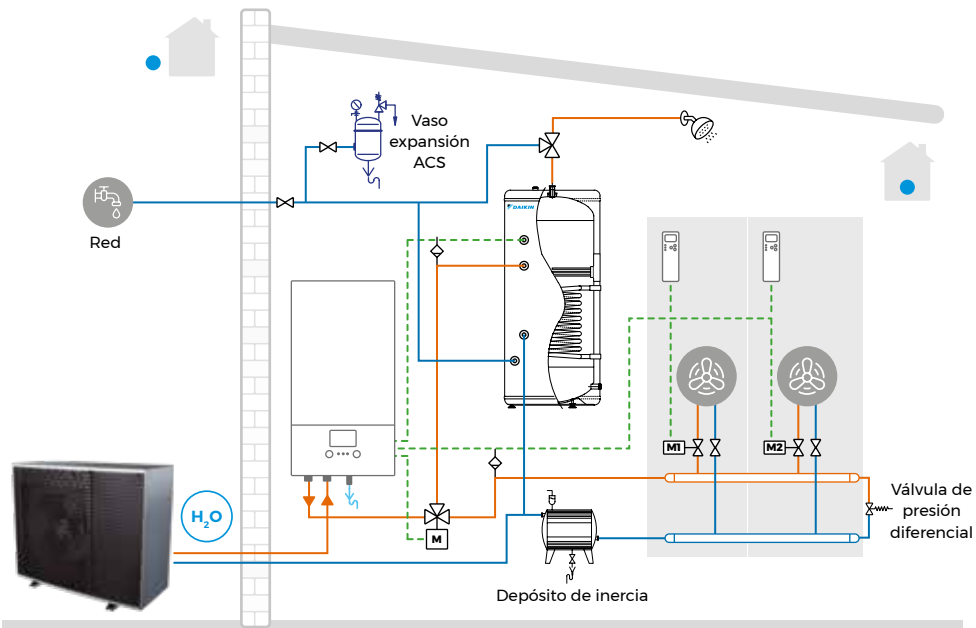 Vaso
expansión
ACS
Red
DAIKIN
H₂O
M
M1
M2
Válvula de
presión
diferencial
Depósito de inercia